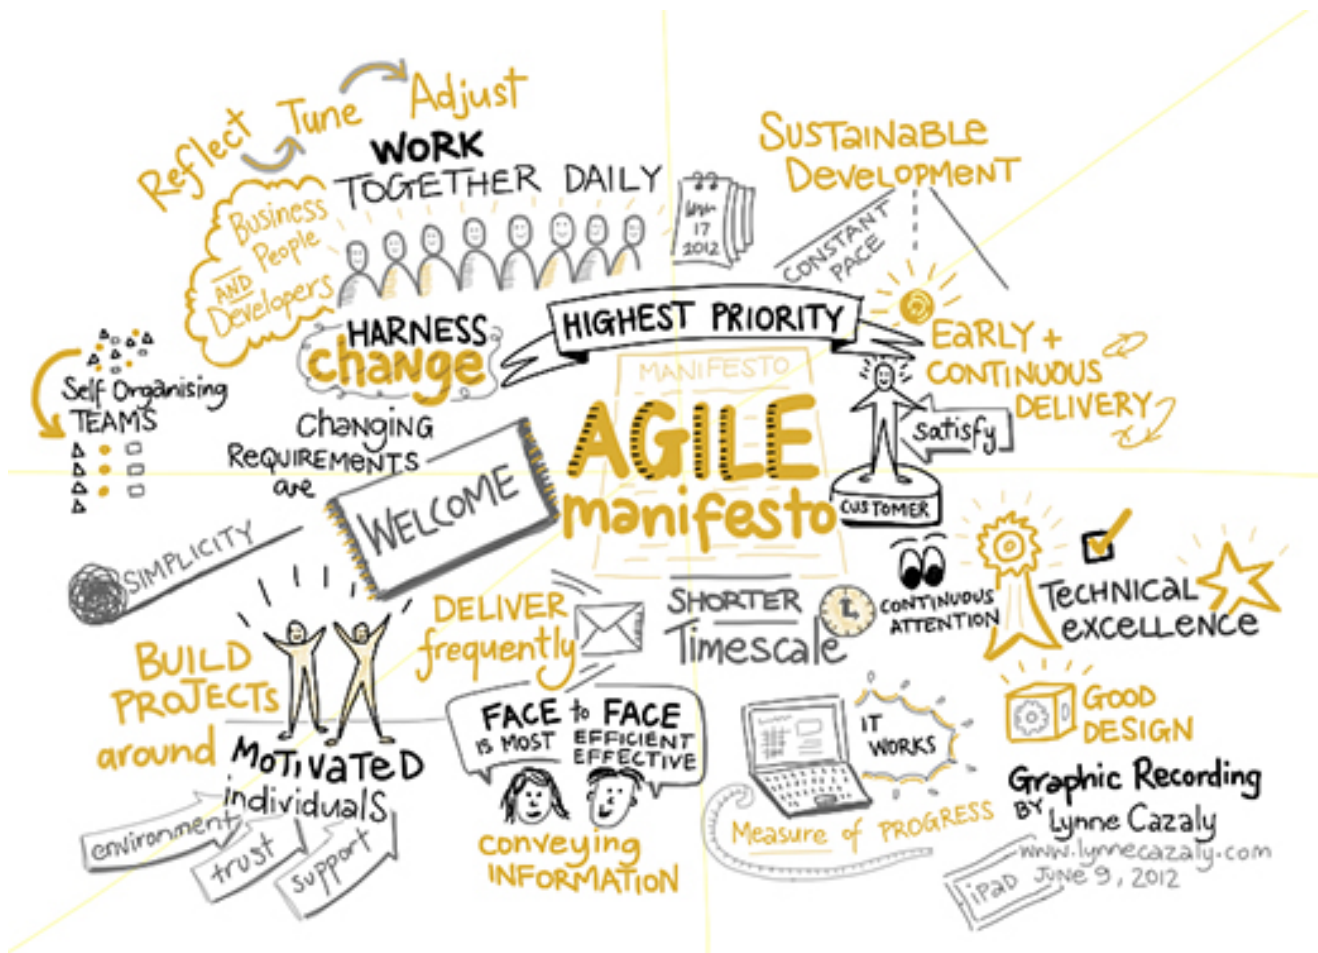 Reflect
Tune
Adjust
WORK
TOGETHER DAILY
Business
People
AND
Developers
17
2012
SUSTAINABLE
DEVELOPMENT
CONSTANT
PACE
HARNESS
change
CHANGING
REQUIREMENTS
are
WELCOME
HIGHEST PRIORITY
MANIFESTO
AGILE
manifesto
EARLY +
CONTINUOUS
DELIVERY
satisfy
CUSTOMER
Self Organising
TEAMS
SIMPLICITY
BUILD
PROJECTS
around
MOTIVATED
individuals
environment
trust
support
DELIVER
frequently
SHORTER
Timescale
CONTINUOUS
ATTENTION
TECHNICAL
EXCELLENCE
FACE to FACE
IS MOST
EFFICIENT
EFFECTIVE
conveying
INFORMATION
IT
WORKS
Measure of PROGRESS
GOOD
DESIGN
Graphic Recording
BY Lynne Cazaly
www.lynnecazaly.com
JUNE 9, 2012
iPAD